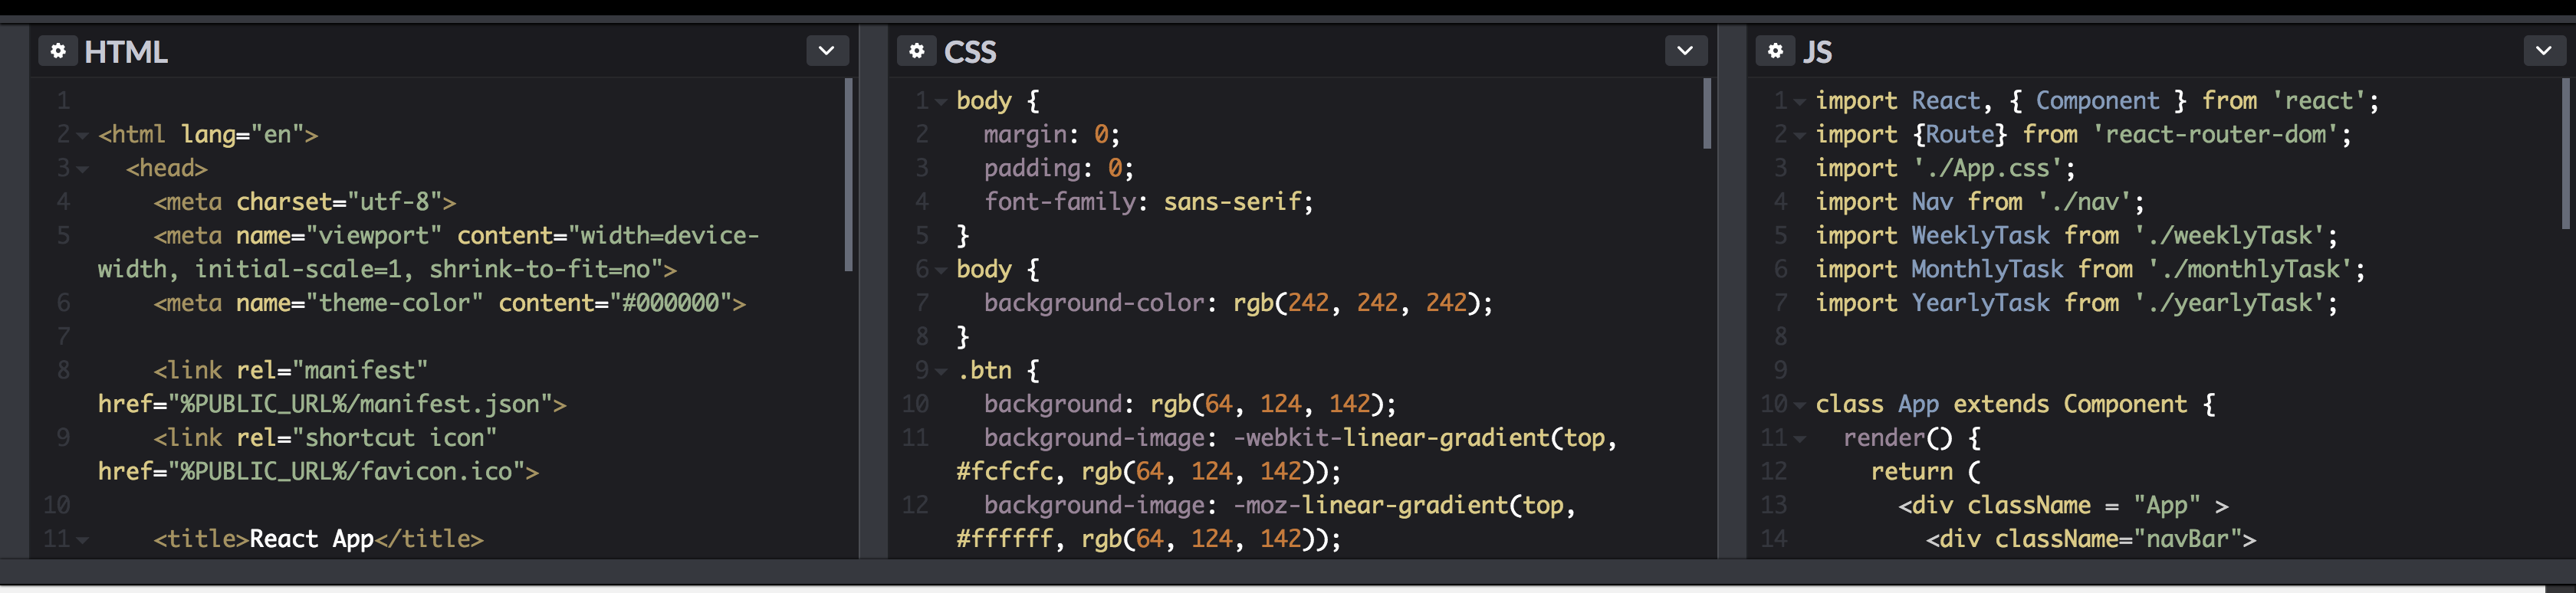 HTML
1
2 <html lang="en">
3 <head>
4 <meta charset="utf-8">
5 <meta name="viewport" content="width=device-
width, initial-scale=1, shrink-to-fit=no">
6 <meta name="theme-color" content="#000000">
7
8 <link rel="manifest"
href="%PUBLIC_URL%/manifest.json">
9 <link rel="shortcut icon"
href="%PUBLIC_URL%/favicon.ico">
10
11 <title>React App</title>
CSS
1 body {
2 margin: 0;
3 padding: 0;
4 font-family: sans-serif;
5 }
6 body {
7 background-color: rgb(242, 242, 242);
8 }
9 .btn {
10 background: rgb(64, 124, 142);
11 background-image: -webkit-linear-gradient(top,
#fcfcfc, rgb(64, 124, 142));
12 background-image: -moz-linear-gradient(top,
#ffffff, rgb(64, 124, 142));
JS
1 import React, { Component } from 'react';
2 import {Route} from 'react-router-dom';
3 import './App.css';
4 import Nav from './nav';
5 import WeeklyTask from './weeklyTask';
6 import MonthlyTask from './monthlyTask';
7 import YearlyTask from './yearlyTask';
8
9
10 class App extends Component {
11 render() {
12 return (
13 <div className = "App" >
14 <div className="navBar">